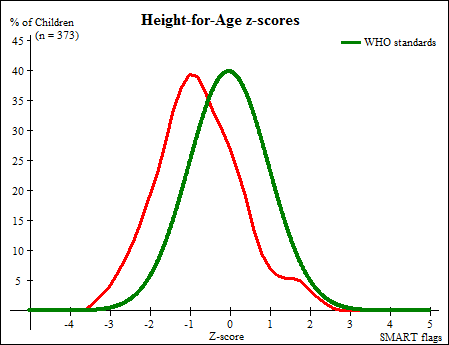 Height-for-Age z-scores
% of Children
(n = 373)
WHO standards
45
40
35
30
25
20
15
10
5
-4 -3 -2 -1 0 1 2 3 4 5
Z-score
SMART flags